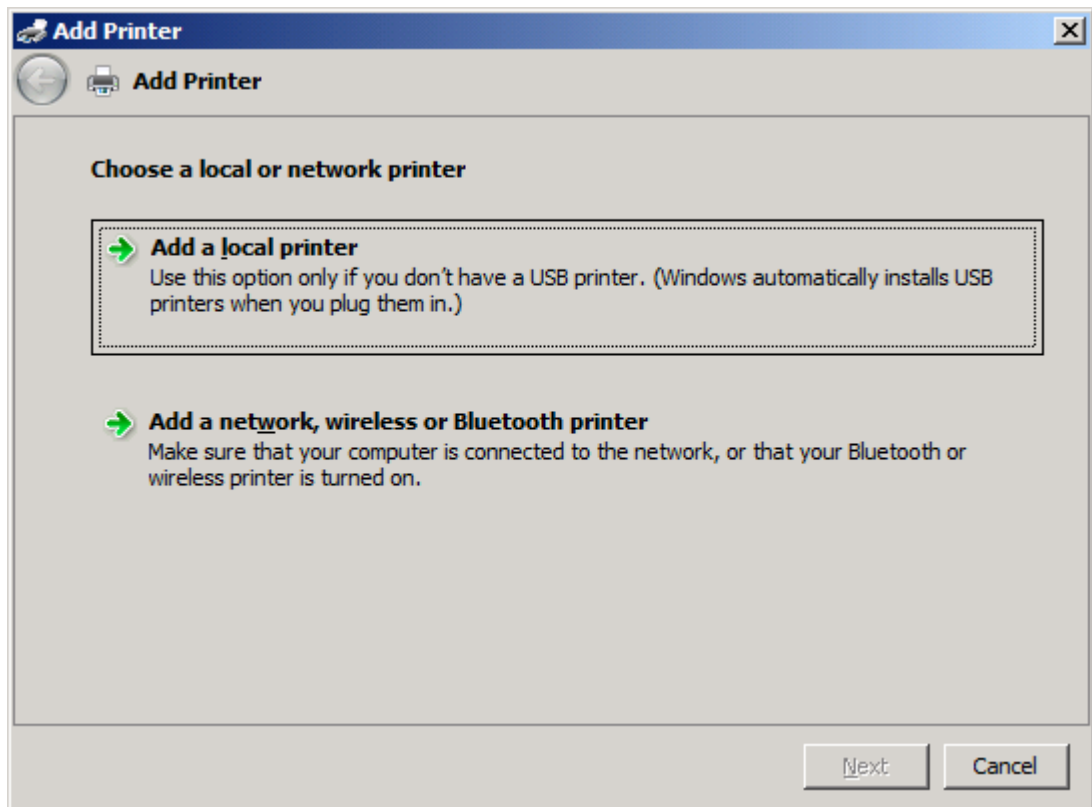 Add Printer
Add Printer
Choose a local or network printer
Add a local printer
Use this option only if you don't have a USB printer. (Windows automatically installs USB
printers when you plug them in.)
Add a network, wireless or Bluetooth printer
Make sure that your computer is connected to the network, or that your Bluetooth or
wireless printer is turned on.
Next
Cancel